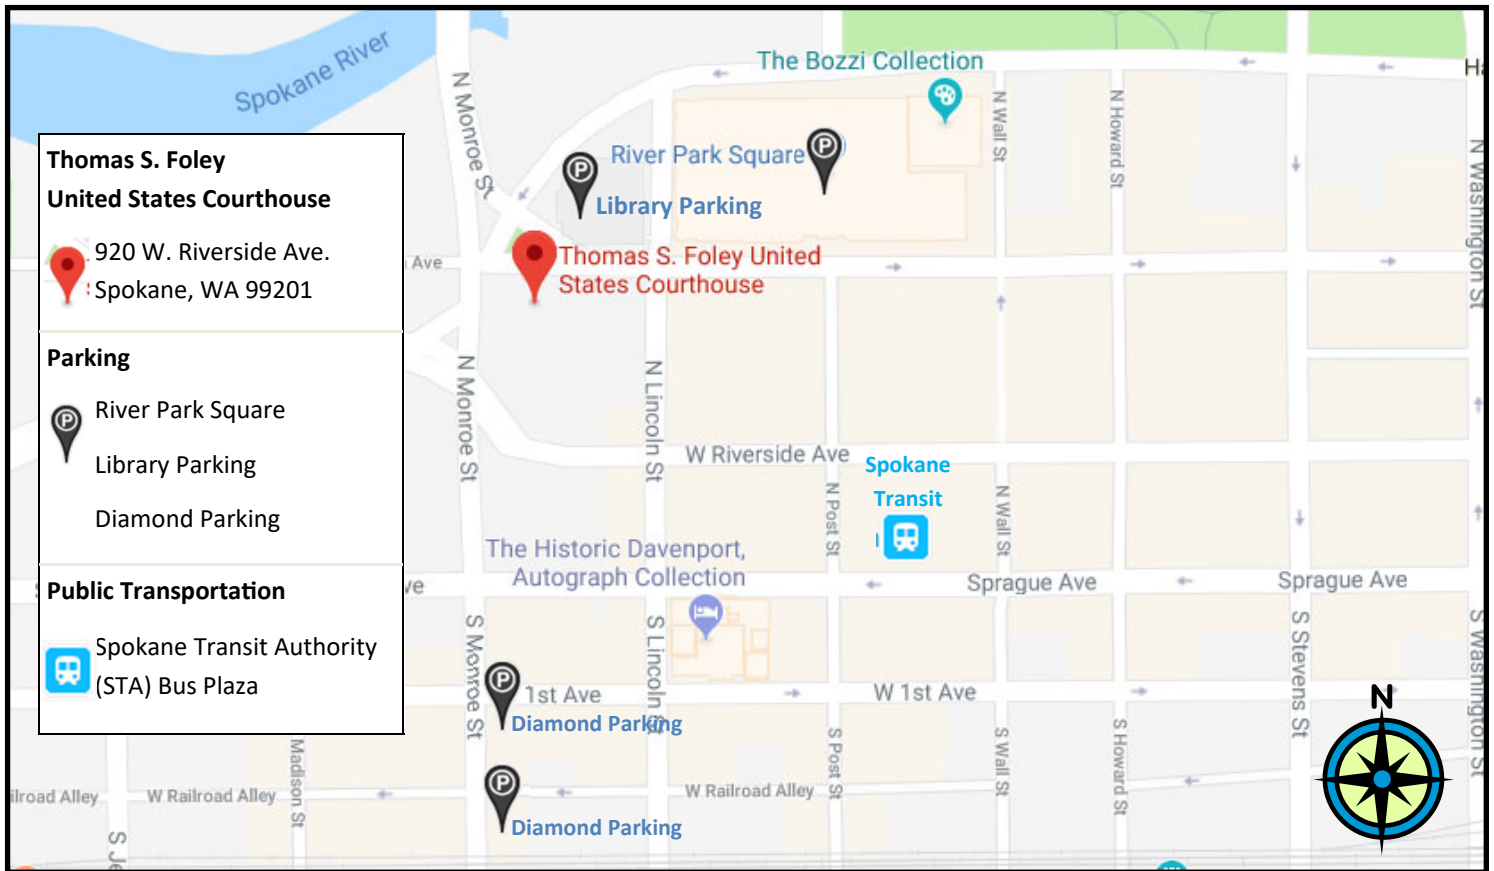 Thomas S. Foley
United States Courthouse
920 W. Riverside Ave.
Spokane, WA 99201
Parking
P
River Park Square
Library Parking
Diamond Parking
Public Transportation
Spokane Transit Authority
(STA) Bus Plaza
Spokane River
N Monroe St
The Bozzi Collection
N Wall St
N Howard St
N Washington St
P
River Park Square
P
Library Parking
Ave
Thomas S. Foley United
States Courthouse
N Monroe St
N Lincoln St
W Riverside Ave
Spokane
Transit
N Post St
N Wall St
The Historic Davenport,
Autograph Collection
Sprague Ave
Sprague Ave
S Monroe St
S Lincoln St
S Stevens St
S Washington St
P
1st Ave
W 1st Ave
Diamond Parking
N
Madison St
S Post St
S Wall St
S Howard St
P
ilroad Alley
W Railroad Alley
W Railroad Alley
Diamond Parking